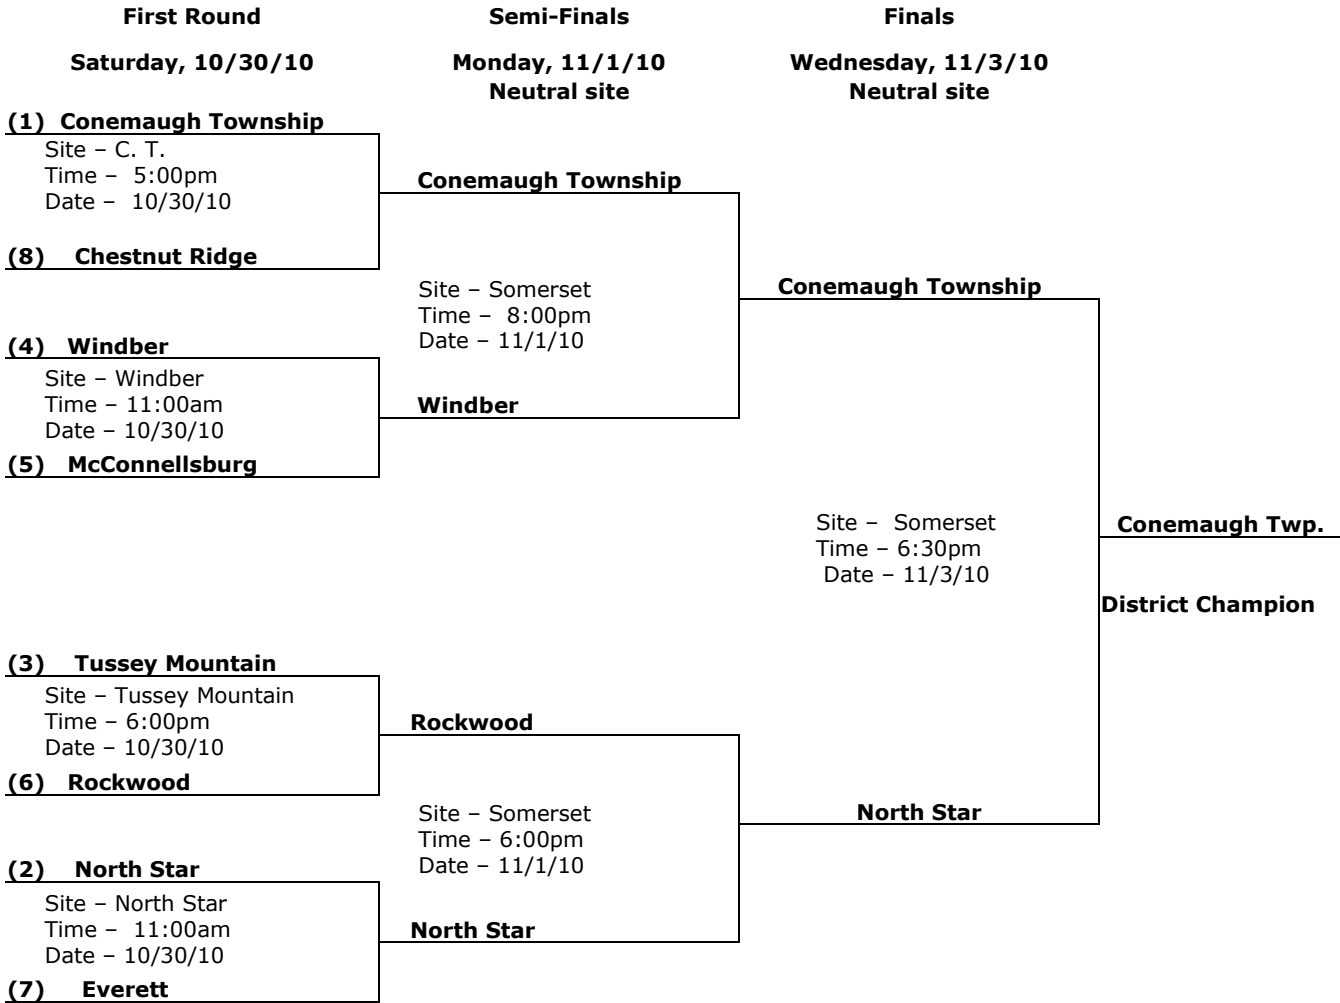 First Round
Saturday, 10/30/10
Semi-Finals
Monday, 11/1/10
Neutral site
Finals
Wednesday, 11/3/10
Neutral site
(1) Conemaugh Township
Site – C. T.
Time – 5:00pm
Date – 10/30/10
(8) Chestnut Ridge
(4) Windber
Site – Windber
Time – 11:00am
Date – 10/30/10
(5) McConnellsburg
(3) Tussey Mountain
Site – Tussey Mountain
Time – 6:00pm
Date – 10/30/10
(6) Rockwood
(2) North Star
Site – North Star
Time – 11:00am
Date – 10/30/10
(7) Everett
Conemaugh Township
Site – Somerset
Time – 8:00pm
Date – 11/1/10
Windber
Rockwood
Site – Somerset
Time – 6:00pm
Date – 11/1/10
North Star
Conemaugh Township
Site – Somerset
Time – 6:30pm
Date – 11/3/10
North Star
Conemaugh Twp.
District Champion